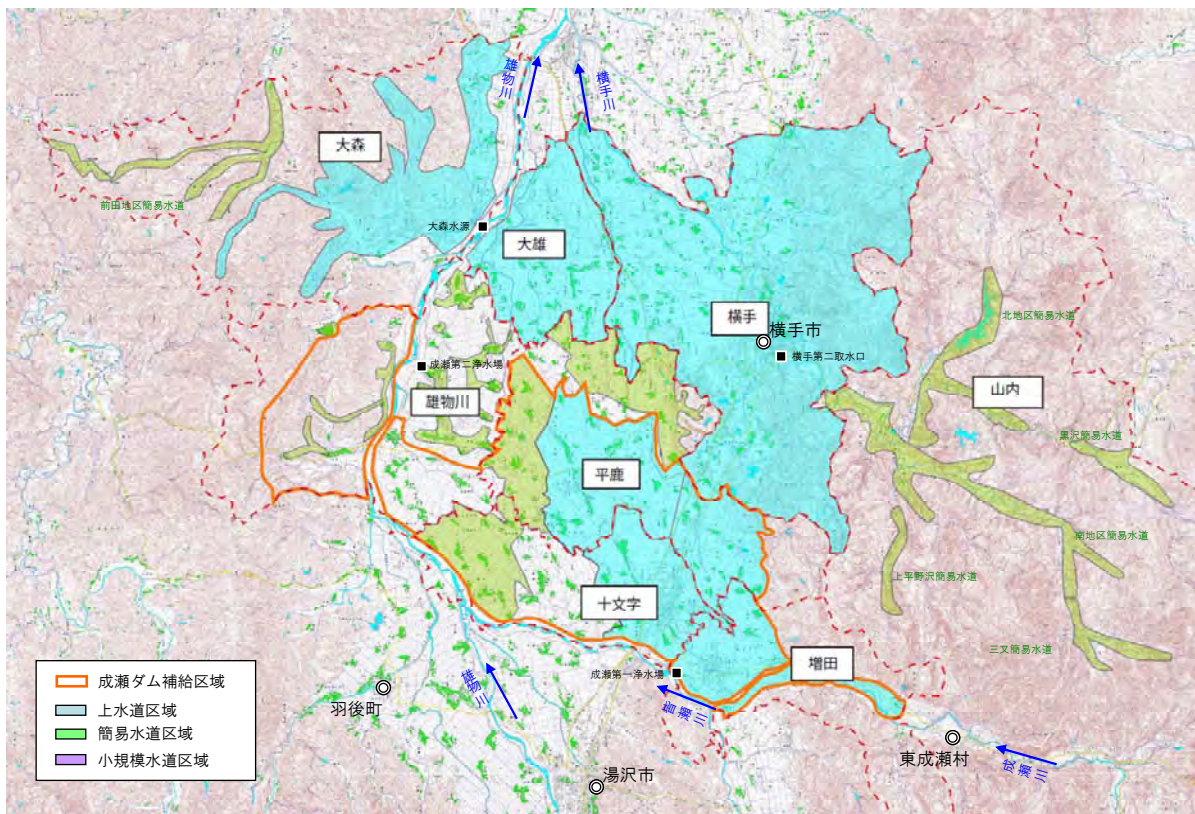 雄物川
横手川
大森
前田地区簡易水道
大森水源
大雄
横手
横手市
横手第二取水口
北地区簡易水道
山内
黒沢簡易水道
成瀬第二浄水場
雄物川
平鹿
南地区簡易水道
上平野沢簡易水道
十文字
三又簡易水道
増田
成瀬第一浄水場
皆瀬川
雄物川
羽後町
湯沢市
東成瀬村
成瀬川
成瀬ダム補給区域
上水道区域
簡易水道区域
小規模水道区域